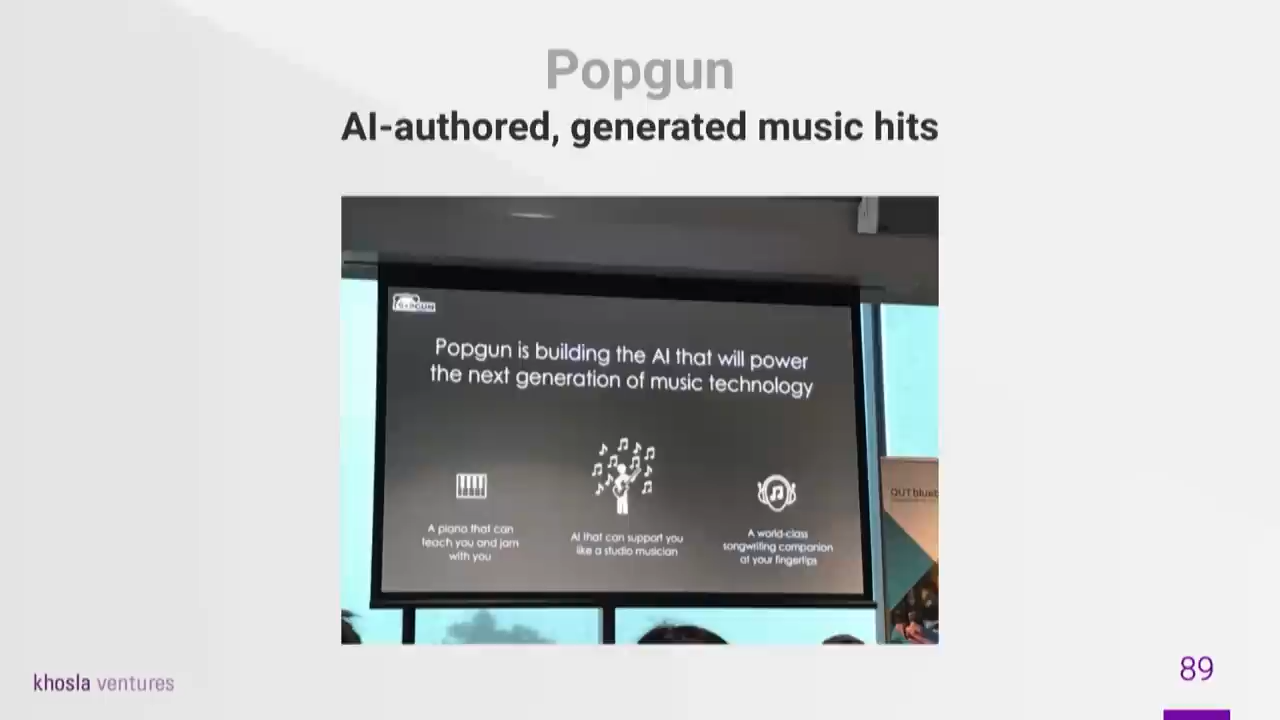 Popgun
AI-authored, generated music hits
POPGUN
Popgun is building the AI that will power
the next generation of music technology
A piano that can
teach you and jam
with you
AI that can support you
like a studio musician
A world-class
songwriting companion
at your fingertips
QUT
khosla ventures
89